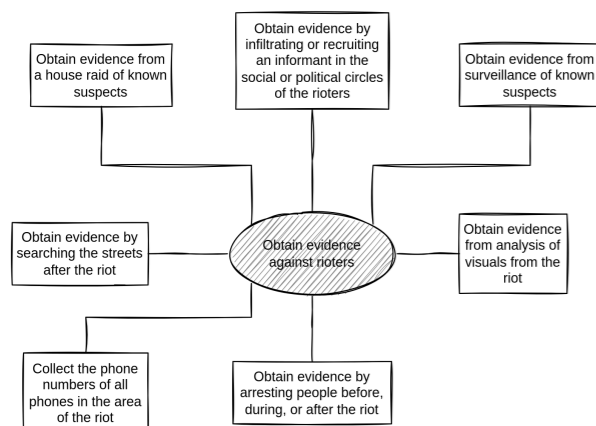 Obtain evidence from
a house raid of known
suspects
Obtain evidence by
infiltrating or recruiting
an informant in the
social or political circles
of the rioters
Obtain evidence from
surveillance of known
suspects
Obtain evidence by
searching the streets
after the riot
Obtain evidence
against rioters
Obtain evidence
from analysis of
visuals from the
riot
Collect the phone
numbers of all
phones in the area
of the riot
Obtain evidence by
arresting people before,
during, or after the riot